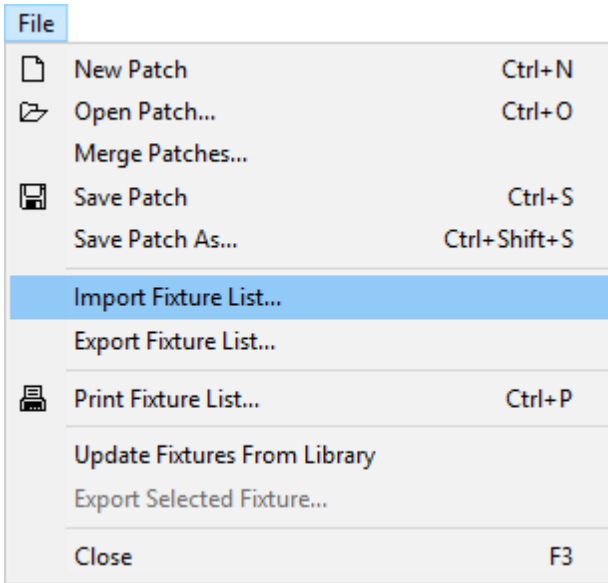 File
New Patch Ctrl+N
Open Patch... Ctrl+O
Merge Patches...
Save Patch Ctrl+S
Save Patch As... Ctrl+Shift+S
Import Fixture List...
Export Fixture List...
Print Fixture List... Ctrl+P
Update Fixtures From Library
Export Selected Fixture...
Close F3